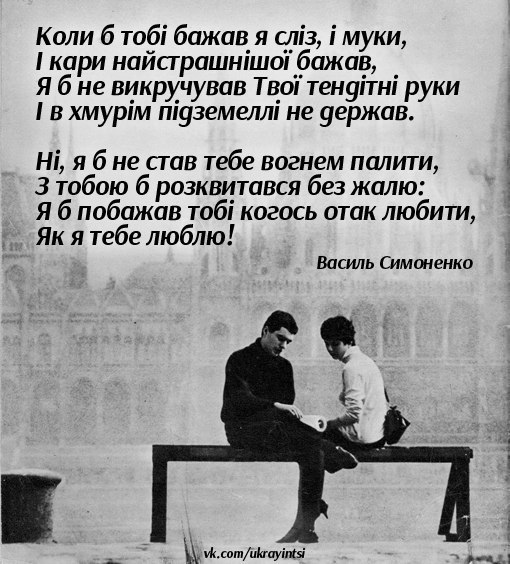 Коли б тобі бажав я сліз, і муки,
І кари найстрашнішої бажав,
Я б не викручував Твої тендітні руки
І в хмурім підземеллі не держав.
Ні, я б не став тебе вогнем палити,
З тобою б розквитався без жалю:
Я б побажав тобі когось отак любити,
Як я тебе люблю!
Василь Симоненко
vk.com/ukrayintsi